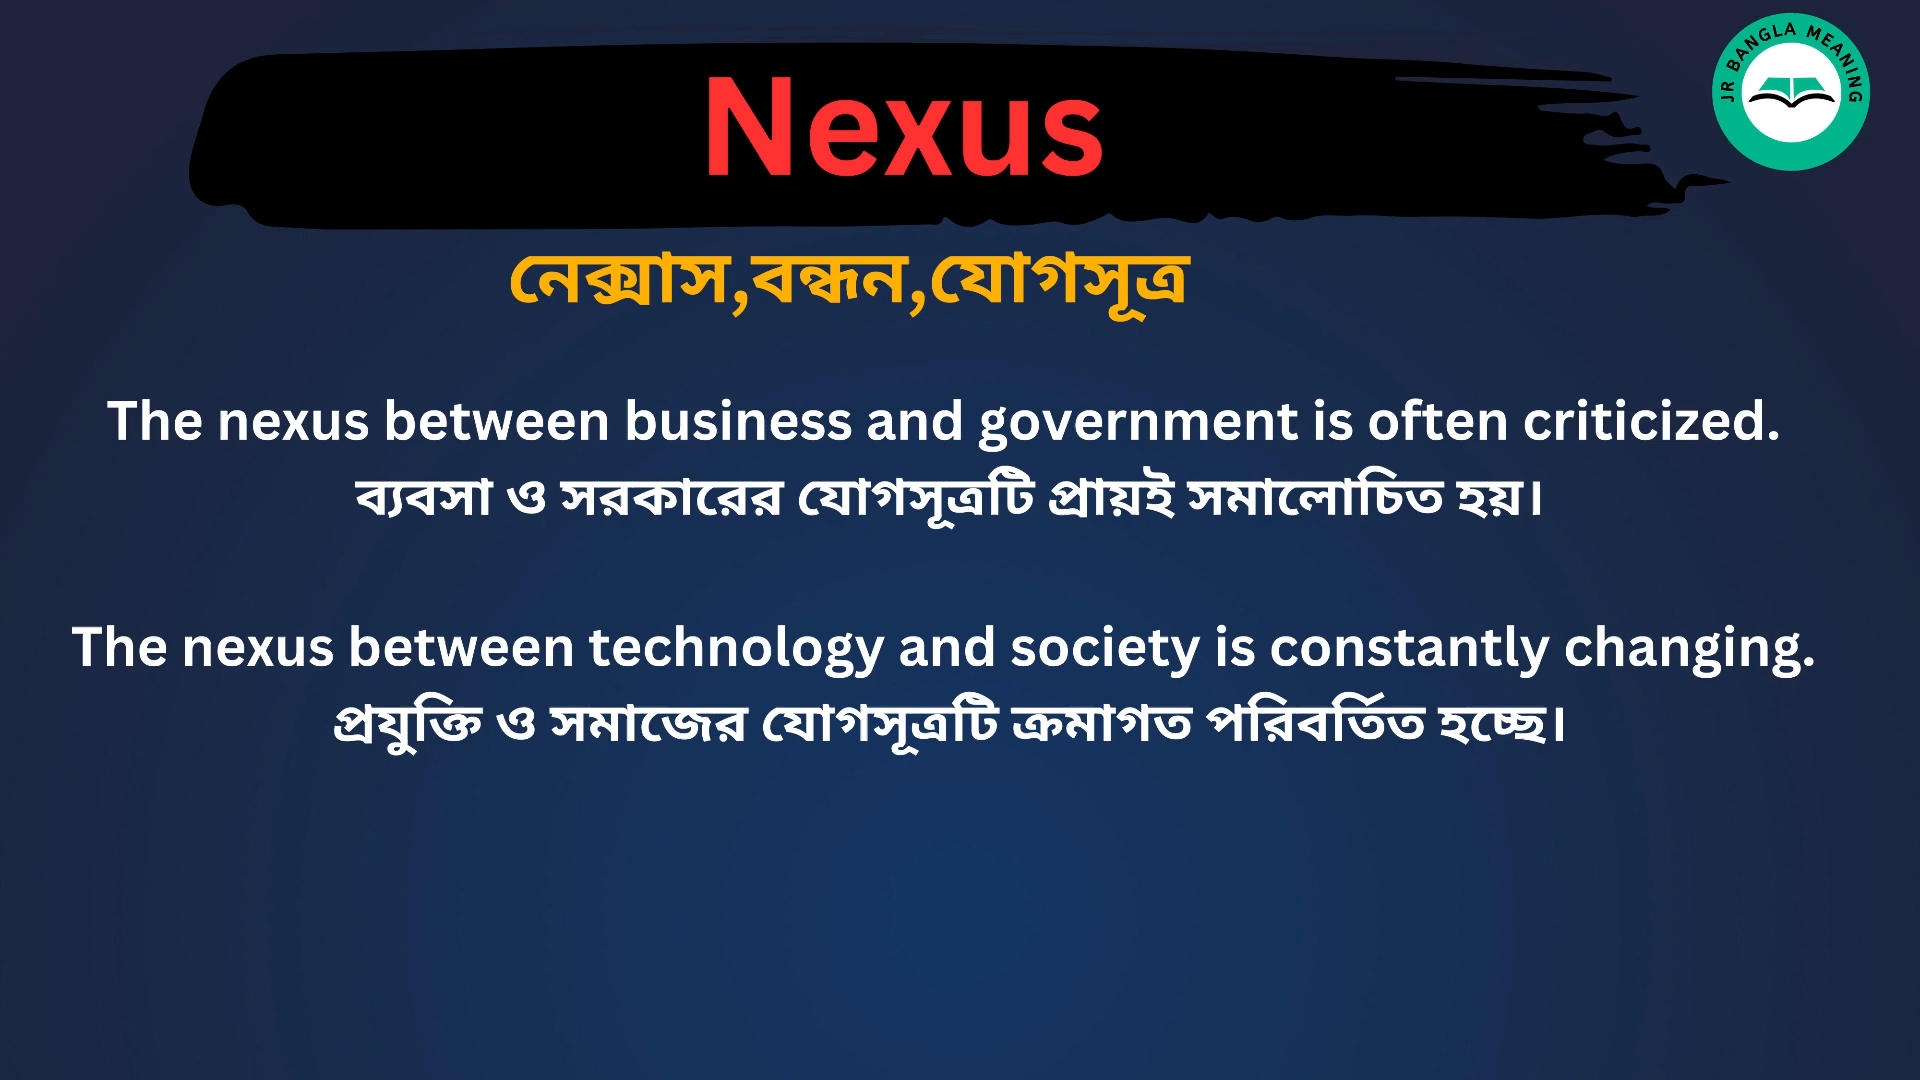 JR BANGLA MEANING
Nexus
নেক্সাস,বন্ধন,যোগসূত্র
The nexus between business and government is often criticized.
ব্যবসা ও সরকারের যোগসূত্রটি প্রায়ই সমালোচিত হয়।
The nexus between technology and society is constantly changing.
প্রযুক্তি ও সমাজের যোগসূত্রটি ক্রমাগত পরিবর্তিত হচ্ছে।